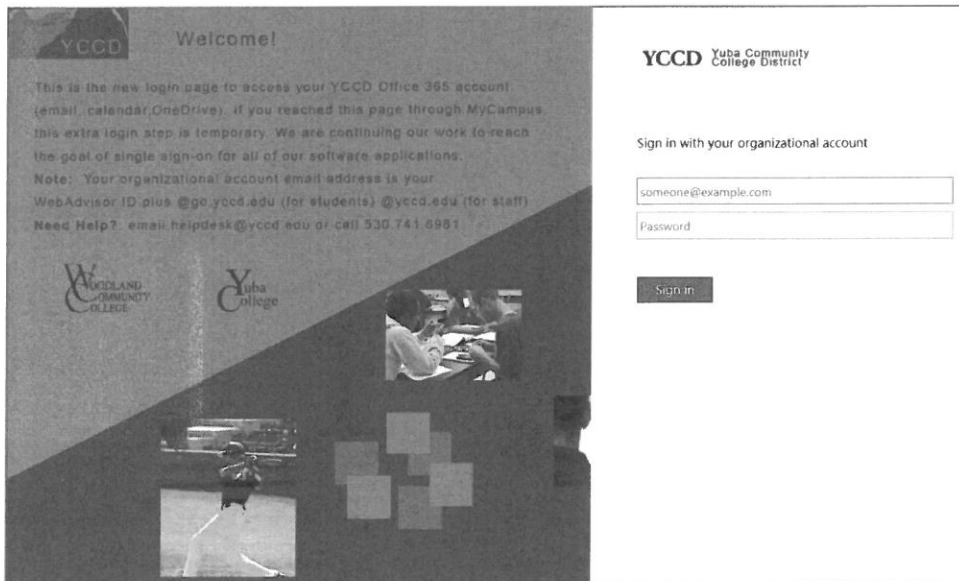 YCCD
Welcome!
This is the new login page to access your YCCD Office 365 account
(email, calendar,OneDrive). If you reached this page through MyCampus
this extra login step is temporary. We are continuing our work to reach
the goal of single sign-on for all of our software applications.
Note: Your organizational account email address is your
WebAdvisor ID plus @go.yccd.edu (for students) @yccd.edu (for staff)
Need Help?: email helpdesk@yccd.edu or call 530.741.6981
WOODLAND
COMMUNITY
COLLEGE
Yuba
College
YCCD Yuba Community
College District
Sign in with your organizational account
someone@example.com
Password
Sign in